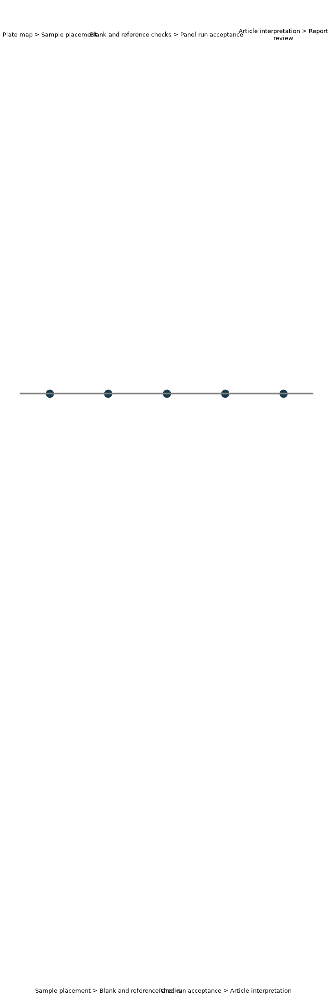 Plate map > Sample placement
Blank and reference checks > Panel run acceptance
Article interpretation > Report
review
Sample placement > Blank and reference checks
Panel run acceptance > Article interpretation